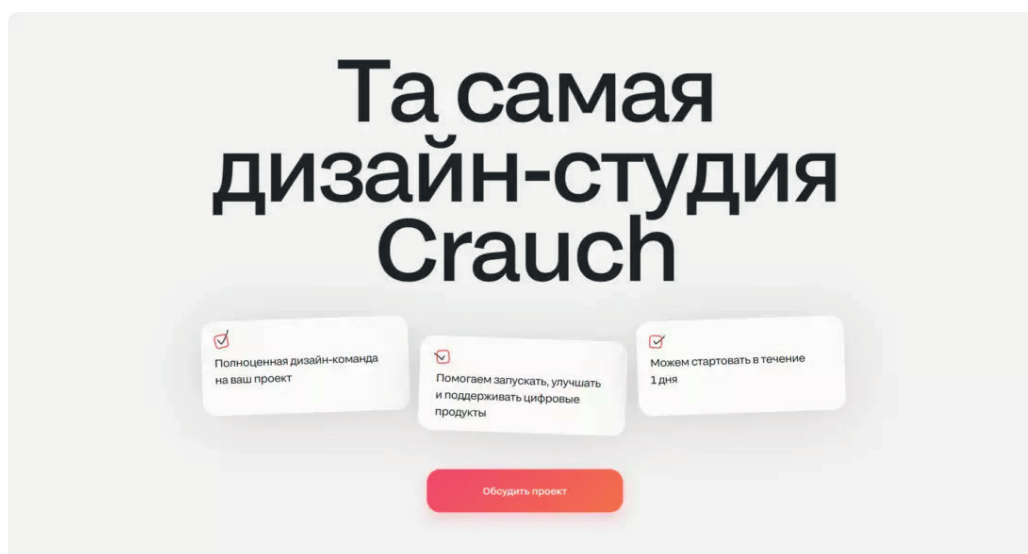 Та самая
дизайн-студия
Crauch
Полноценная дизайн-команда
на ваш проект
Помогаем запускать, улучшать
и поддерживать цифровые
продукты
Можем стартовать в течение
1 дня
Обсудить проект